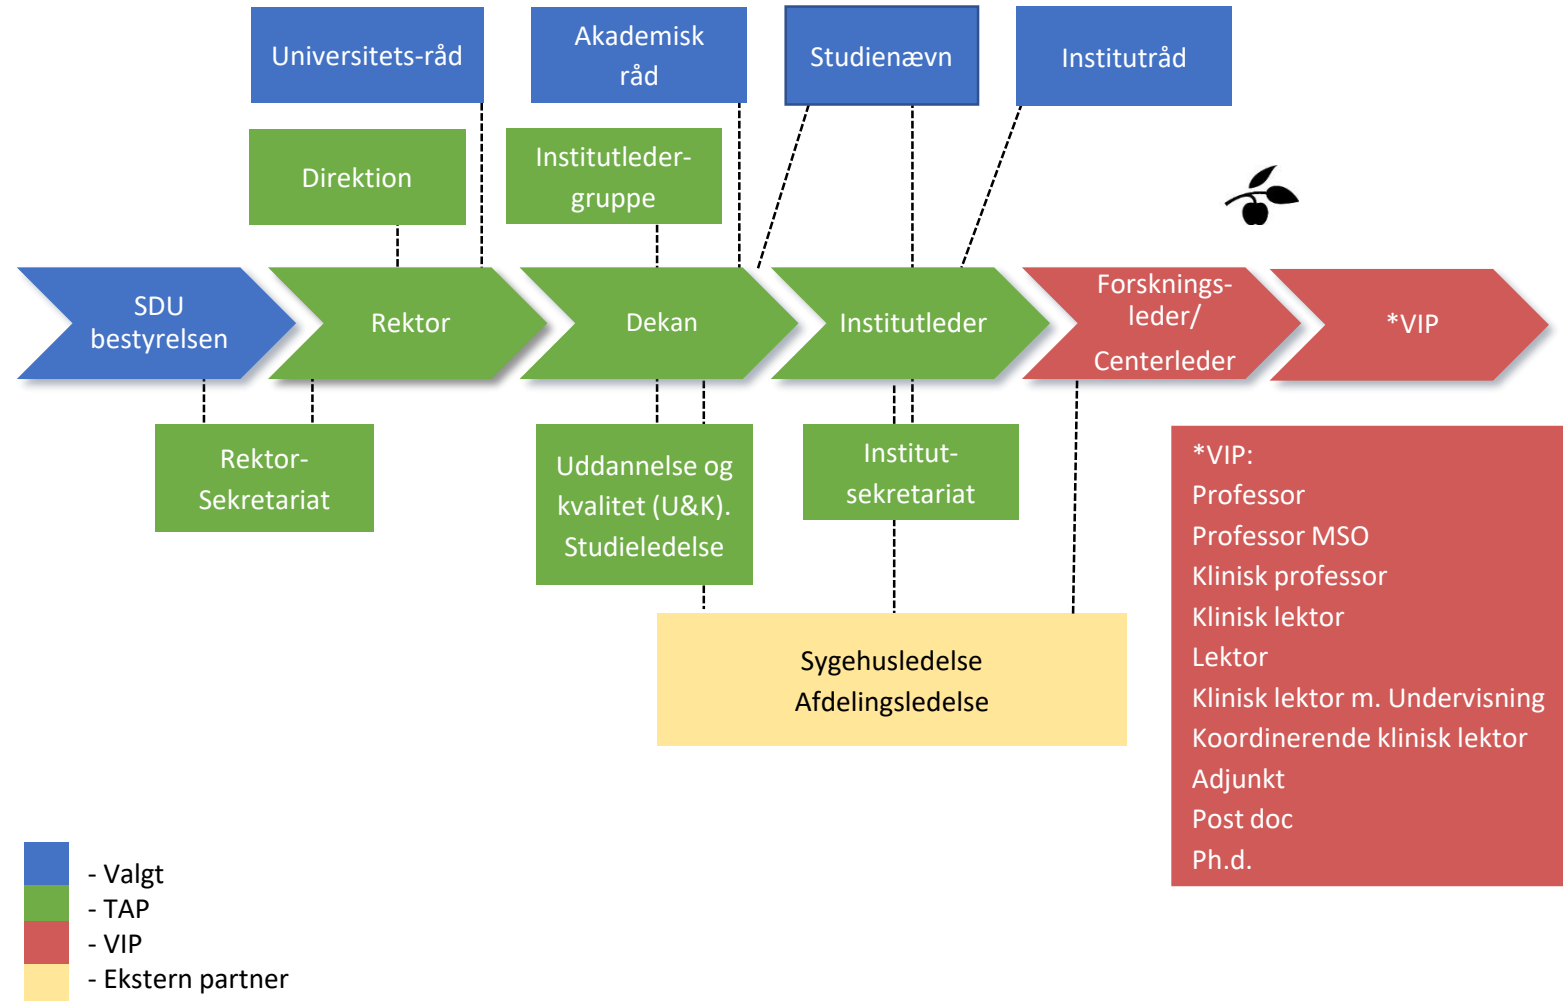 Universitets-råd
Akademisk
råd
Studienævn
Institutråd
Direktion
Institutleder-
gruppe
SDU
bestyrelsen
Rektor
Dekan
Institutleder
Forsknings-
leder/
Centerleder
*VIP
Rektor-
Sekretariat
Uddannelse og
kvalitet (U&K).
Studieledelse
Institut-
sekretariat
Sygehusledelse
Afdelingsledelse
*VIP:
Professor
Professor MSO
Klinisk professor
Klinisk lektor
Lektor
Klinisk lektor m. Undervisning
Koordinerende klinisk lektor
Adjunkt
Post doc
Ph.d.
- Valgt
- TAP
- VIP
- Ekstern partner